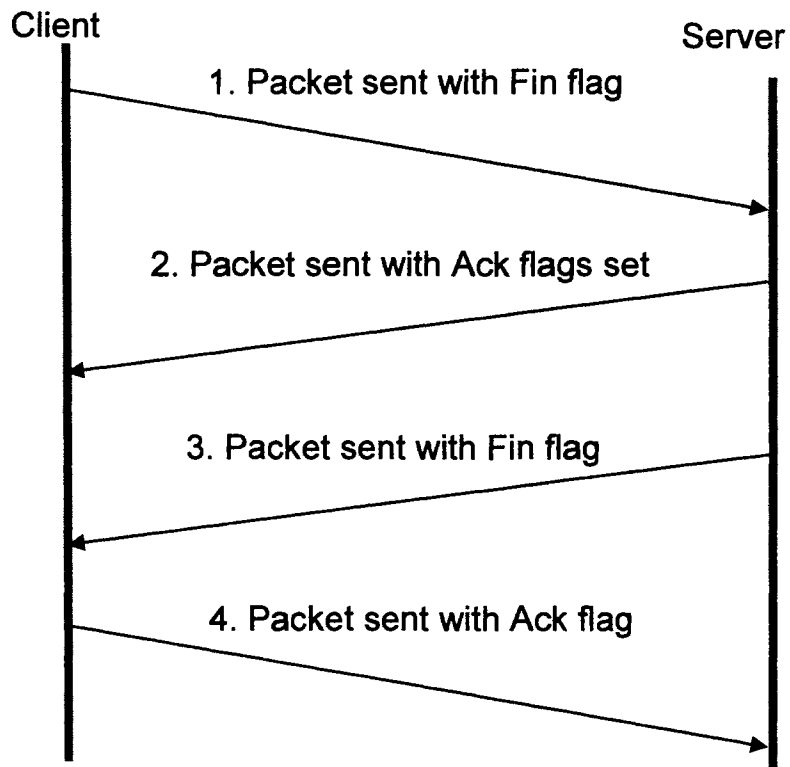 Client
Server
1. Packet sent with Fin flag
2. Packet sent with Ack flags set
3. Packet sent with Fin flag
4. Packet sent with Ack flag